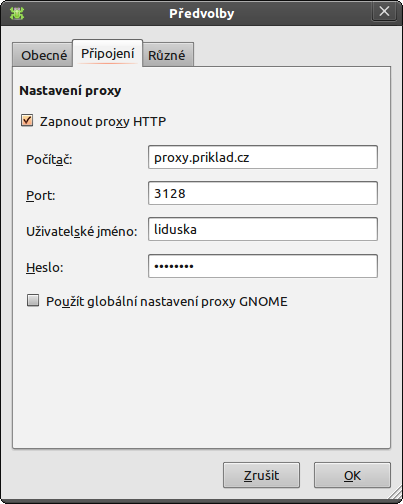 Předvolby
Obecné Připojení Různé
Nastavení proxy
Zapnout proxy HTTP
Počítač: proxy.priklad.cz
Port: 3128
Uživatelské jméno: liduska
Heslo: ••••••••
Použít globální nastavení proxy GNOME
Zrušit OK